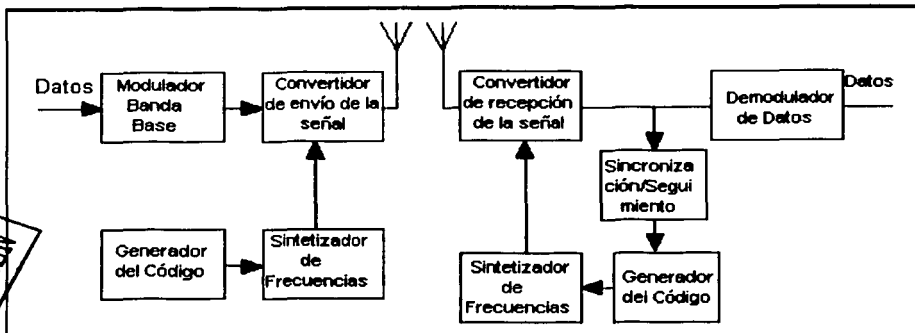 Datos
Modulador
Banda
Base
Convertidor
de envío de la
señal
Generador
del Código
Sintetizador
de
Frecuencias
Convertidor
de recepción
de la señal
Demodulador
de Datos
Datos
Sincroniza
ción/Segui
miento
Sintetizador
de
Frecuencias
Generador
del Código